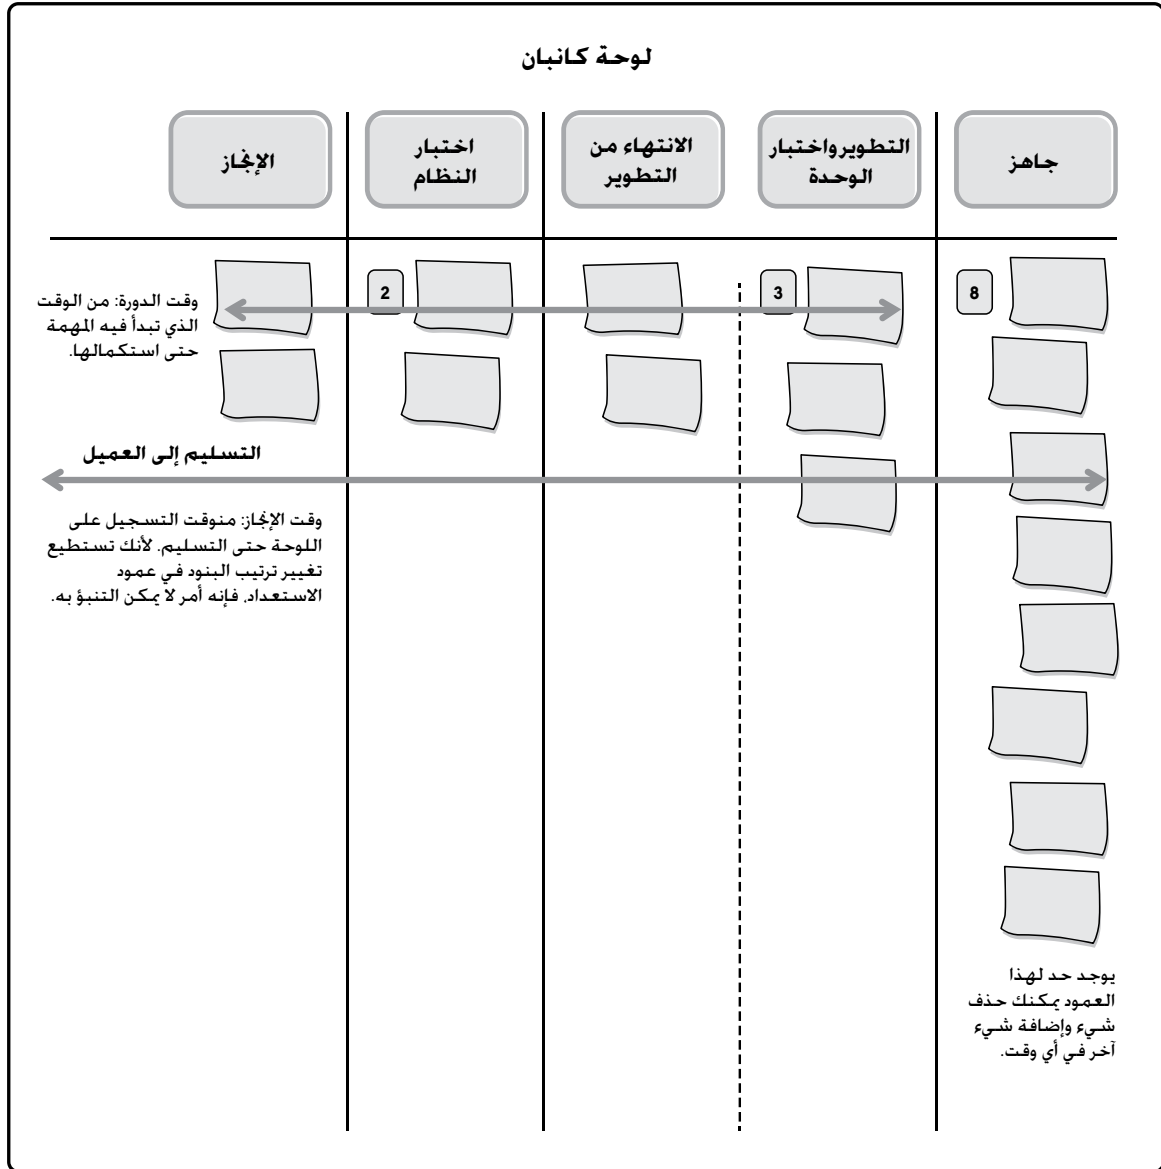 لوحة كانبان
جاهز
التطويرواختبار
الوحدة
الانتهاء من
التطوير
اختبار
النظام
الإنجاز
8
3
2
وقت الدورة: من الوقت
الذي تبدأ فيه المهمة
حتى استكمالها.
التسليم إلى العميل
وقت الإنجاز: منوقت التسجيل على
اللوحة حتى التسليم. لأنك تستطيع
تغيير ترتيب البنود في عمود
الاستعداد, فإنه أمر لا يمكن التنبؤ به.
يوجد حد لهذا
العمود يمكنك حذف
شيء وإضافة شيء
آخر في أي وقت.